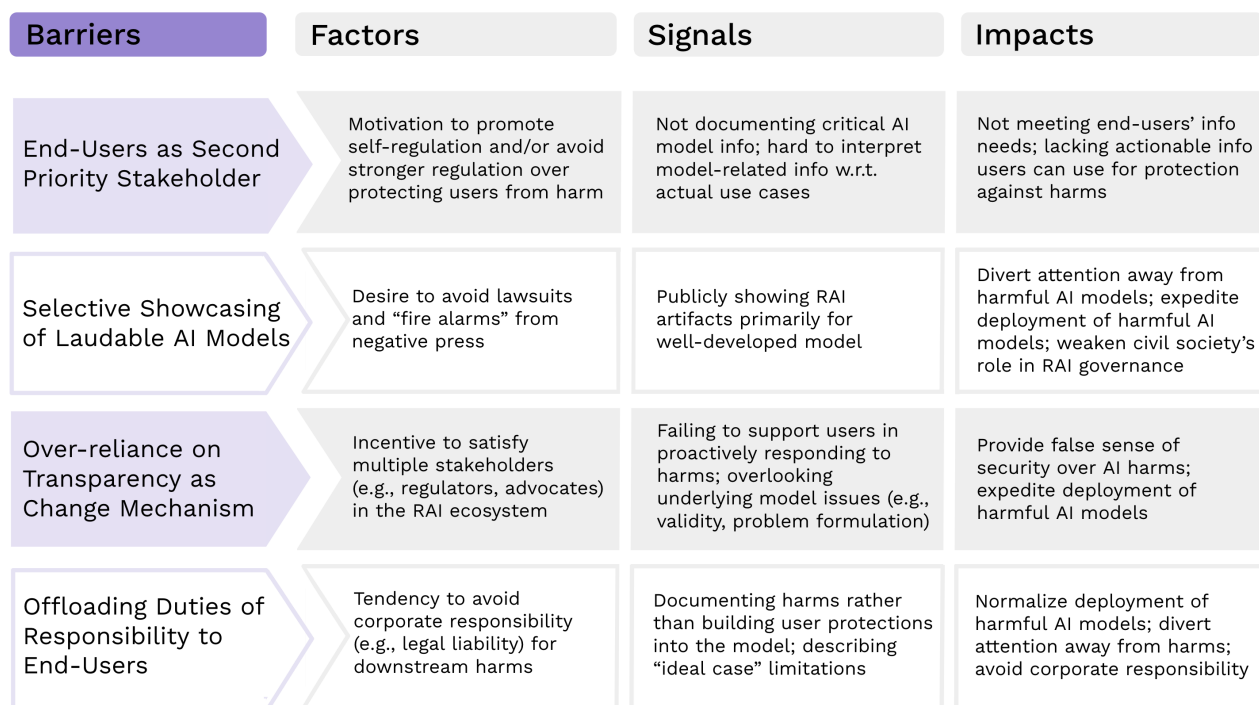 Barriers
Factors
Signals
Impacts
End-Users as Second
Priority Stakeholder
Motivation to promote
self-regulation and/or avoid
stronger regulation over
protecting users from harm
Not documenting critical AI
model info; hard to interpret
model-related info w.r.t.
actual use cases
Not meeting end-users’ info
needs; lacking actionable info
users can use for protection
against harms
Selective Showcasing
of Laudable AI Models
Desire to avoid lawsuits
and “fire alarms” from
negative press
Publicly showing RAI
artifacts primarily for
well-developed model
Divert attention away from
harmful AI models; expedite
deployment of harmful AI
models; weaken civil society’s
role in RAI governance
Over-reliance on
Transparency as
Change Mechanism
Incentive to satisfy
multiple stakeholders
(e.g., regulators, advocates)
in the RAI ecosystem
Failing to support users in
proactively responding to
harms; overlooking
underlying model issues (e.g.,
validity, problem formulation)
Provide false sense of
security over AI harms;
expedite deployment of
harmful AI models
Offloading Duties of
Responsibility to
End-Users
Tendency to avoid
corporate responsibility
(e.g., legal liability) for
downstream harms
Documenting harms rather
than building user protections
into the model; describing
“ideal case” limitations
Normalize deployment of
harmful AI models; divert
attention away from harms;
avoid corporate responsibility